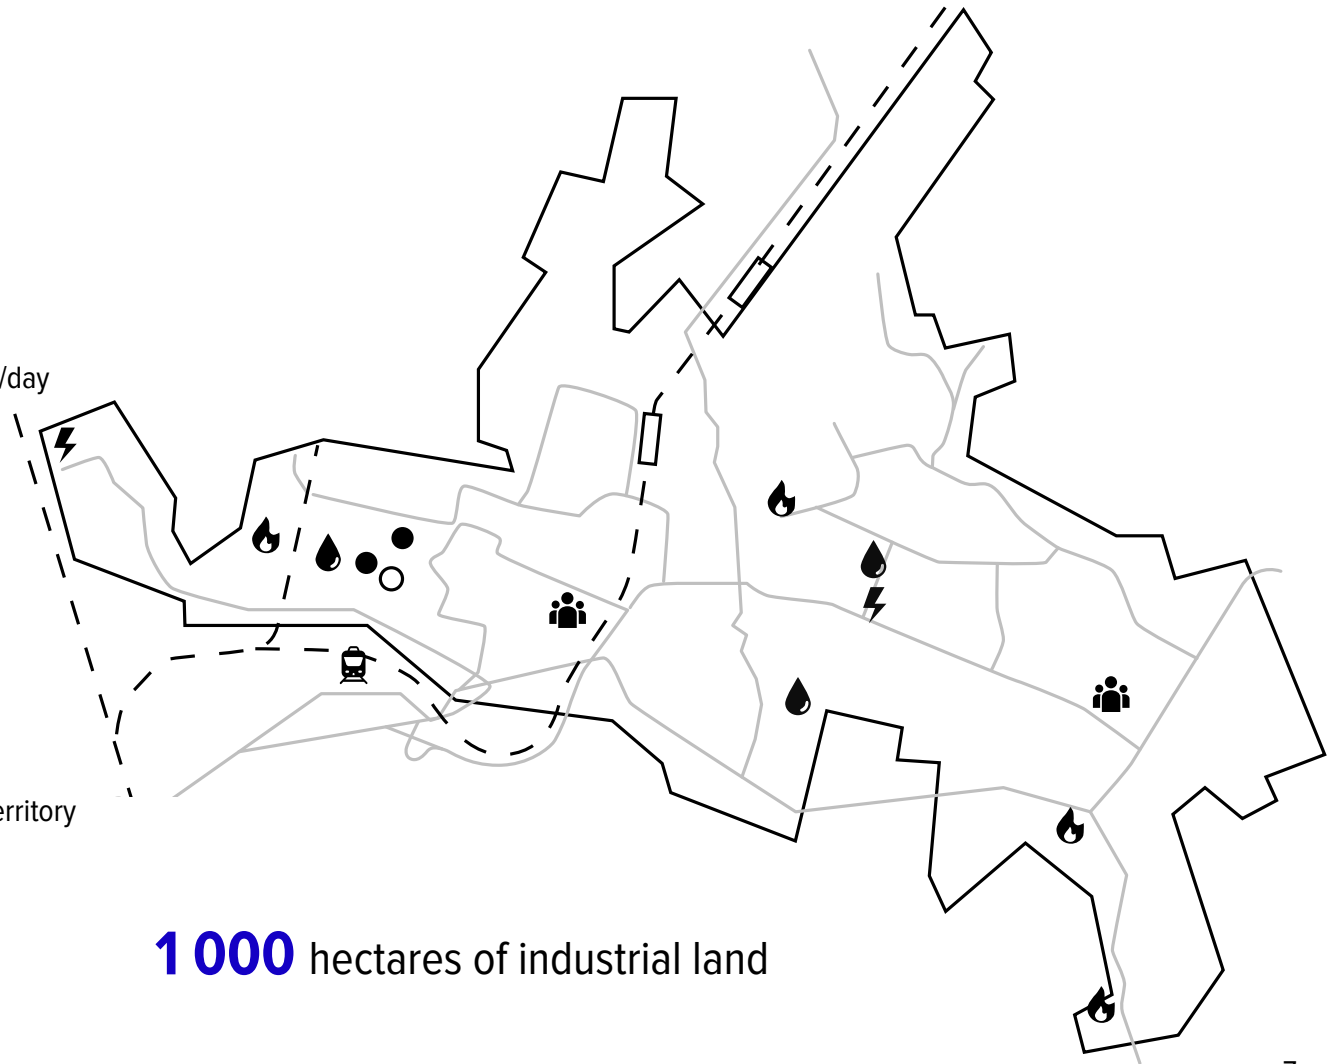 /day
erritory
1 000 hectares of industrial land